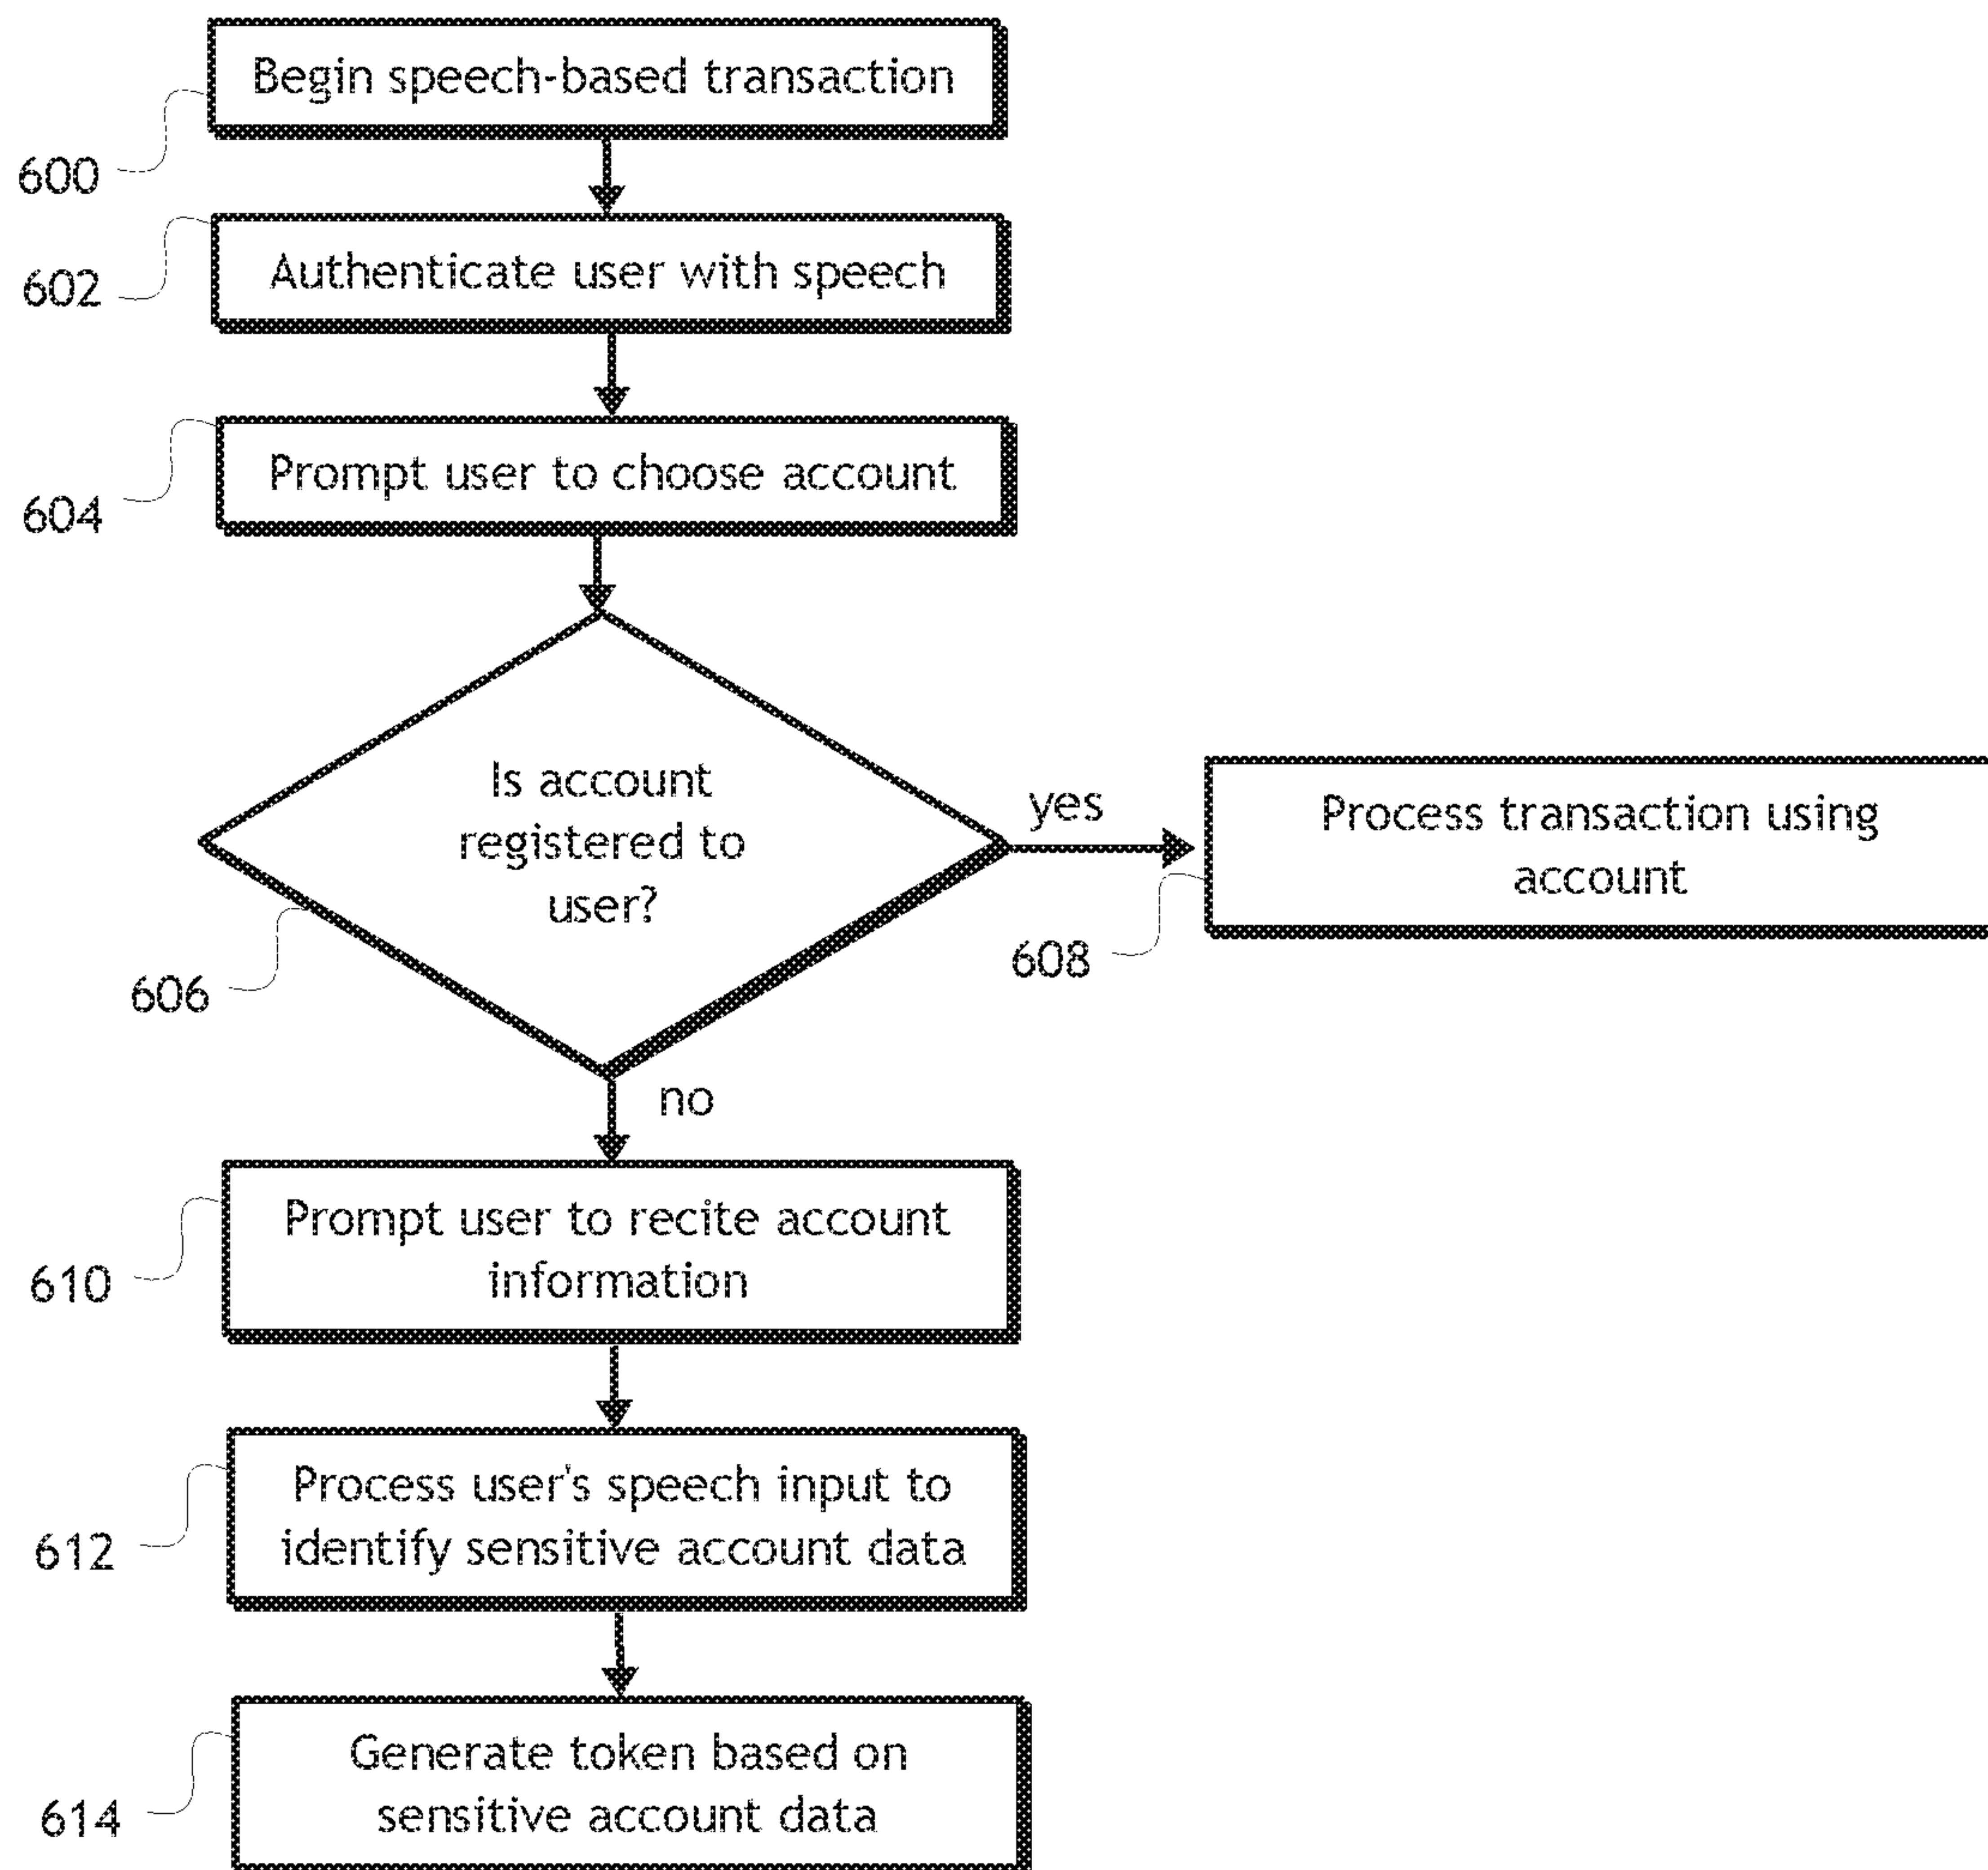 Begin speech-based transaction
600
Authenticate user with speech
602
Prompt user to choose account
604
Is account
registered to
user?
606
yes
Process transaction using
account
608
no
Prompt user to recite account
information
610
Process user's speech input to
identify sensitive account data
612
Generate token based on
sensitive account data
614